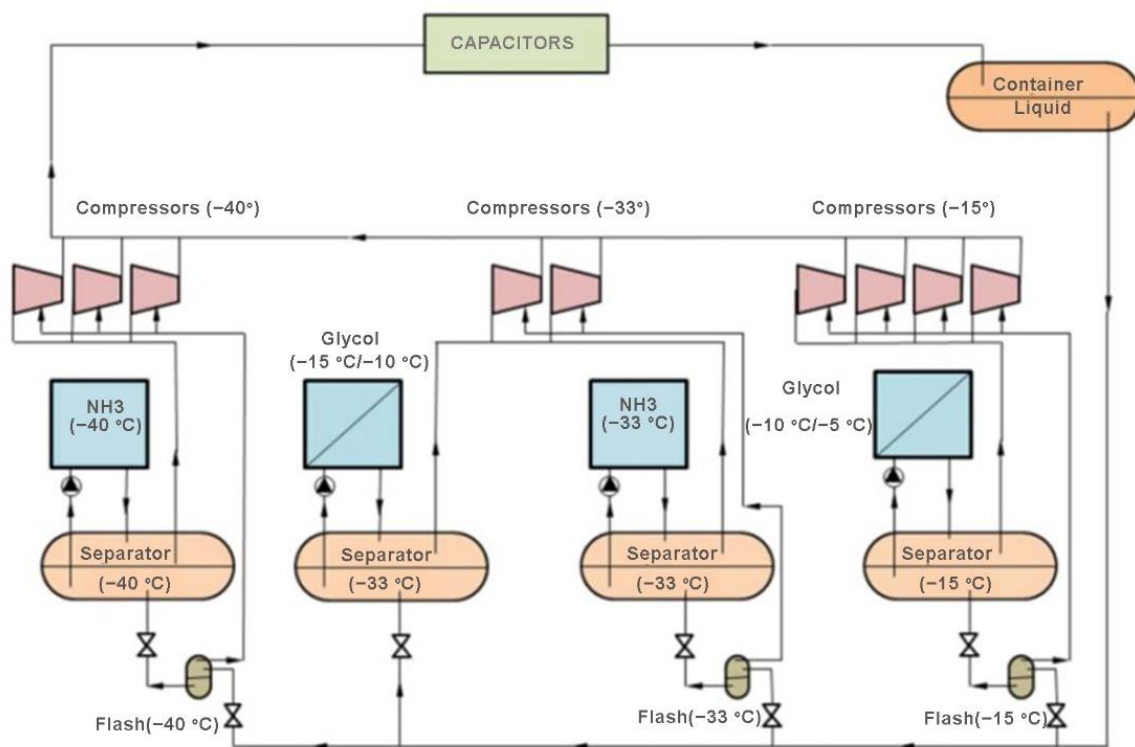 CAPACITORS
Container
Liquid
Compressors (−40°)
Compressors (−33°)
Compressors (−15°)
Glycol
(−15 °C/−10 °C)
NH3
(−40 °C)
NH3
(−33 °C)
Glycol
(−10 °C/−5 °C)
Separator
(−40 °C)
Separator
(−33 °C)
Separator
(−33 °C)
Separator
(−15 °C)
Flash(−40 °C)
Flash(−33 °C)
Flash(−15 °C)